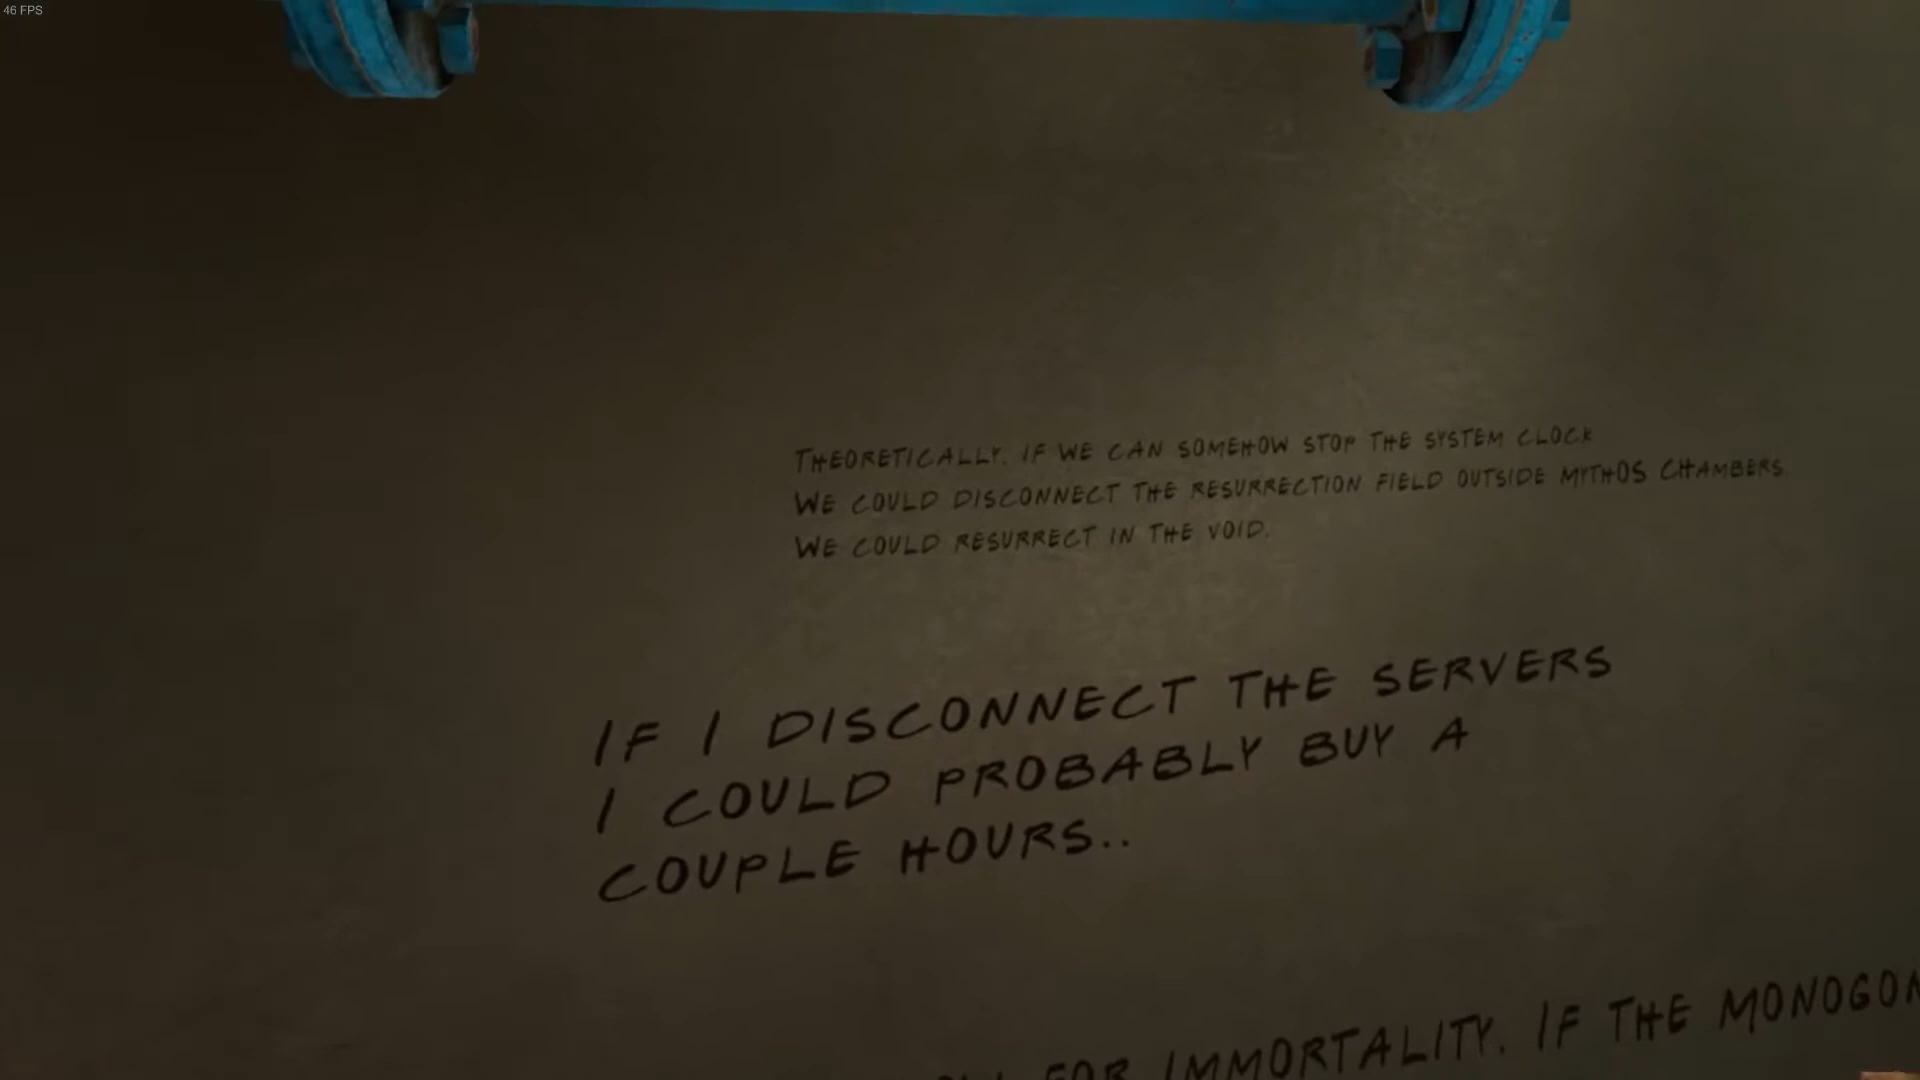 46 FPS
THEORETICALLY, IF WE CAN SOMEHOW STOP THE SYSTEM CLOCK
WE COULD DISCONNECT THE RESURRECTION FIELD OUTSIDE MYTHOS CHAMBERS.
WE COULD RESURRECT IN THE VOID.
IF I DISCONNECT THE SERVERS
I COULD PROBABLY BUY A
COUPLE HOURS..
FOR IMMORTALITY. IF THE MONOGON